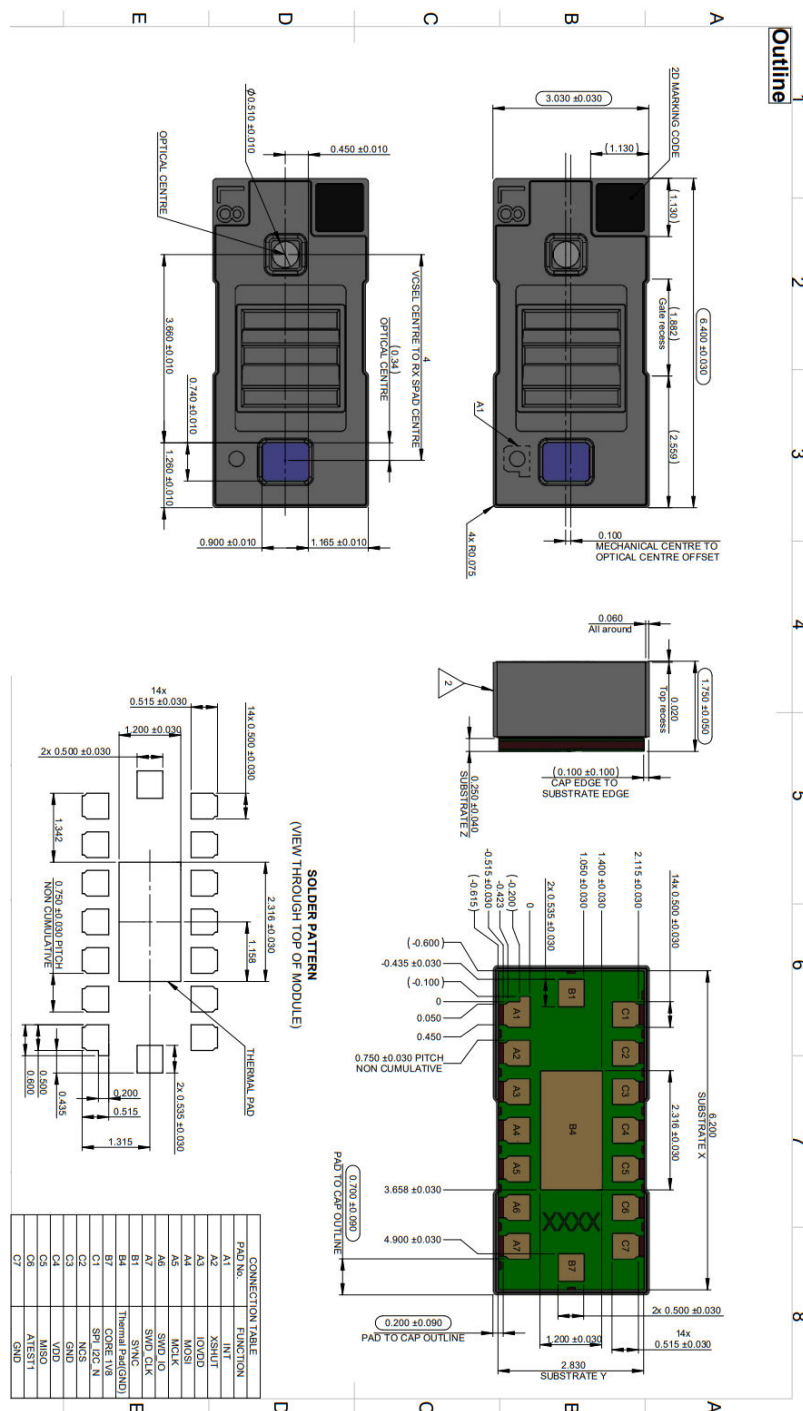 Outline
1
2
3
4
5
6
7
8
A
B
C
D
E
2D MARKING CODE
3.030 ±0.030
(1.130)
(1.130)
6.400 ±0.030
(1.882)
Gate recess
(2.559)
A1
4x R0.075
0.100
MECHANICAL CENTRE TO
OPTICAL CENTRE OFFSET
L
8
0.060
All around
1.750 ±0.050
0.020
Top recess
2
(0.100 ±0.100)
CAP EDGE TO
SUBSTRATE EDGE
0.250 ±0.040
SUBSTRATE Z
14x 0.500 ±0.030
2.115 ±0.030
1.400 ±0.030
1.050 ±0.030
2x 0.535 ±0.030
0
(-0.200)
-0.423
-0.515 ±0.030
(-0.615)
(-0.600)
-0.435 ±0.030
(-0.100)
0
0.050
0.450
0.750 ±0.030 PITCH
NON CUMULATIVE
3.658 ±0.030
4.900 ±0.030
6.200
SUBSTRATE X
2.316 ±0.030
B1
C1
C2
C3
C4
C5
C6
C7
A1
A2
A3
A4
A5
A6
A7
B4
B7
XXXX
0.700 ±0.090
PAD TO CAP OUTLINE
0.200 ±0.090
PAD TO CAP OUTLINE
2x 0.500 ±0.030
14x
0.515 ±0.030
1.200 ±0.030
2.830
SUBSTRATE Y
Ø0.510 ±0.010
OPTICAL CENTRE
0.450 ±0.010
4
VCSEL CENTRE TO RX SPAD CENTRE
(0.34)
OPTICAL CENTRE
3.660 ±0.010
0.740 ±0.010
1.260 ±0.010
0.900 ±0.010
1.165 ±0.010
L
8
14x
0.515 ±0.030
1.200 ±0.030
2x 0.500 ±0.030
14x 0.500 ±0.030
1.342
2.316 ±0.030
1.158
0.750 ±0.030 PITCH
NON CUMULATIVE
THERMAL PAD
2x 0.535 ±0.030
0.600
0.500
0.435
0.200
0.515
1.315
SOLDER PATTERN
(VIEW THROUGH TOP OF MODULE)
CONNECTION TABLE
PAD No. FUNCTION
A1 INT
A2 XSHUT
A3 IOVDD
A4 MOSI
A5 MCLK
A6 SWD_IO
A7 SWD_CLK
B1 SYNC
B4 Thermal Pad(GND)
B7 CORE 1V8
C1 SPI_I2C_N
C2 NCS
C3 GND
C4 VDD
C5 MISO
C6 ATEST1
C7 GND
A
B
C
D
E